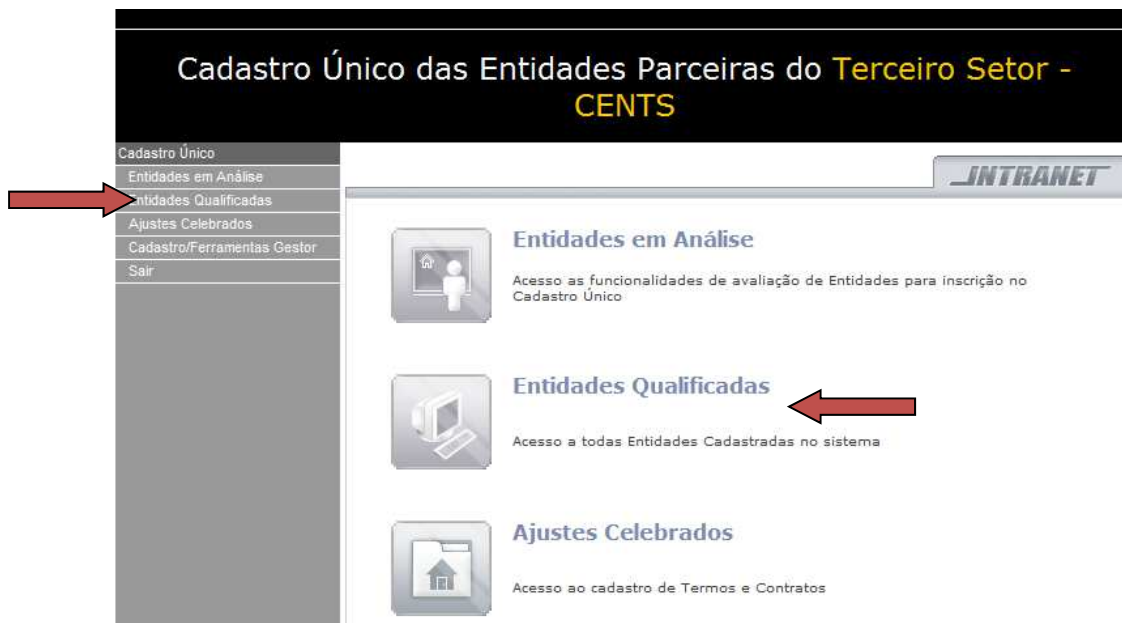 Cadastro Único das Entidades Parceiras do Terceiro Setor -
CENTS
Cadastro Único
Entidades em Análise
Entidades Qualificadas
Ajustes Celebrados
Cadastro/Ferramentas Gestor
Sair
INTRANET
Entidades em Análise
Acesso as funcionalidades de avaliação de Entidades para inscrição no
Cadastro Único
Entidades Qualificadas
Acesso a todas Entidades Cadastradas no sistema
Ajustes Celebrados
Acesso ao cadastro de Termos e Contratos